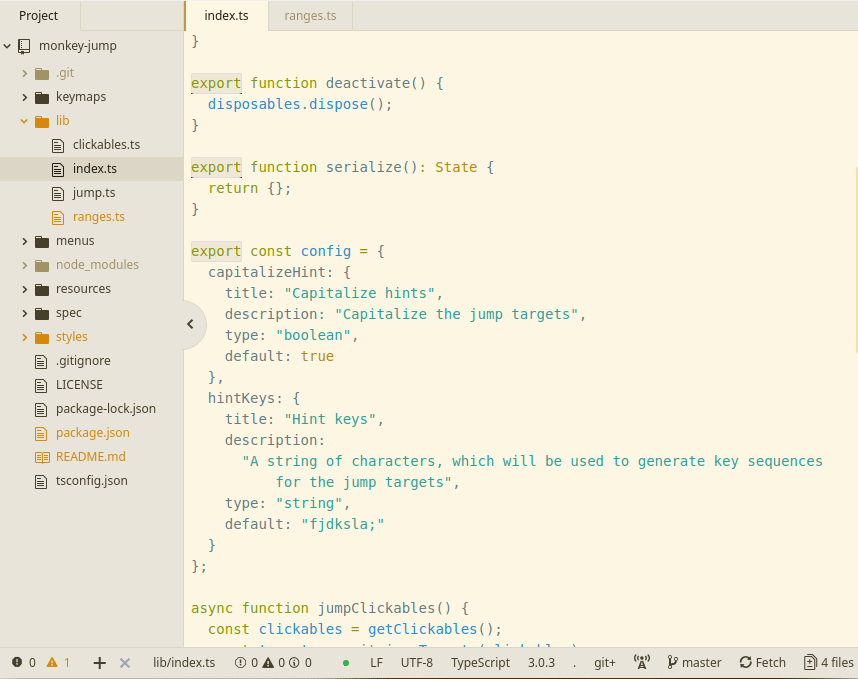 Project
index.ts
ranges.ts
monkey-jump
.git
keymaps
lib
clickables.ts
index.ts
jump.ts
ranges.ts
menus
node_modules
resources
spec
styles
.gitignore
LICENSE
package-lock.json
package.json
README.md
tsconfig.json
}
export function deactivate() {
disposables.dispose();
}
export function serialize(): State {
return {};
}
export const config = {
capitalizeHint: {
title: "Capitalize hints",
description: "Capitalize the jump targets",
type: "boolean",
default: true
},
hintKeys: {
title: "Hint keys",
description:
"A string of characters, which will be used to generate key sequences
for the jump targets",
type: "string",
default: "fjdksla;"
}
};
async function jumpClickables() {
const clickables = getClickables();
0 1 + × lib/index.ts 0 0 0 LF UTF-8 TypeScript 3.0.3 . git+ master Fetch 4 files